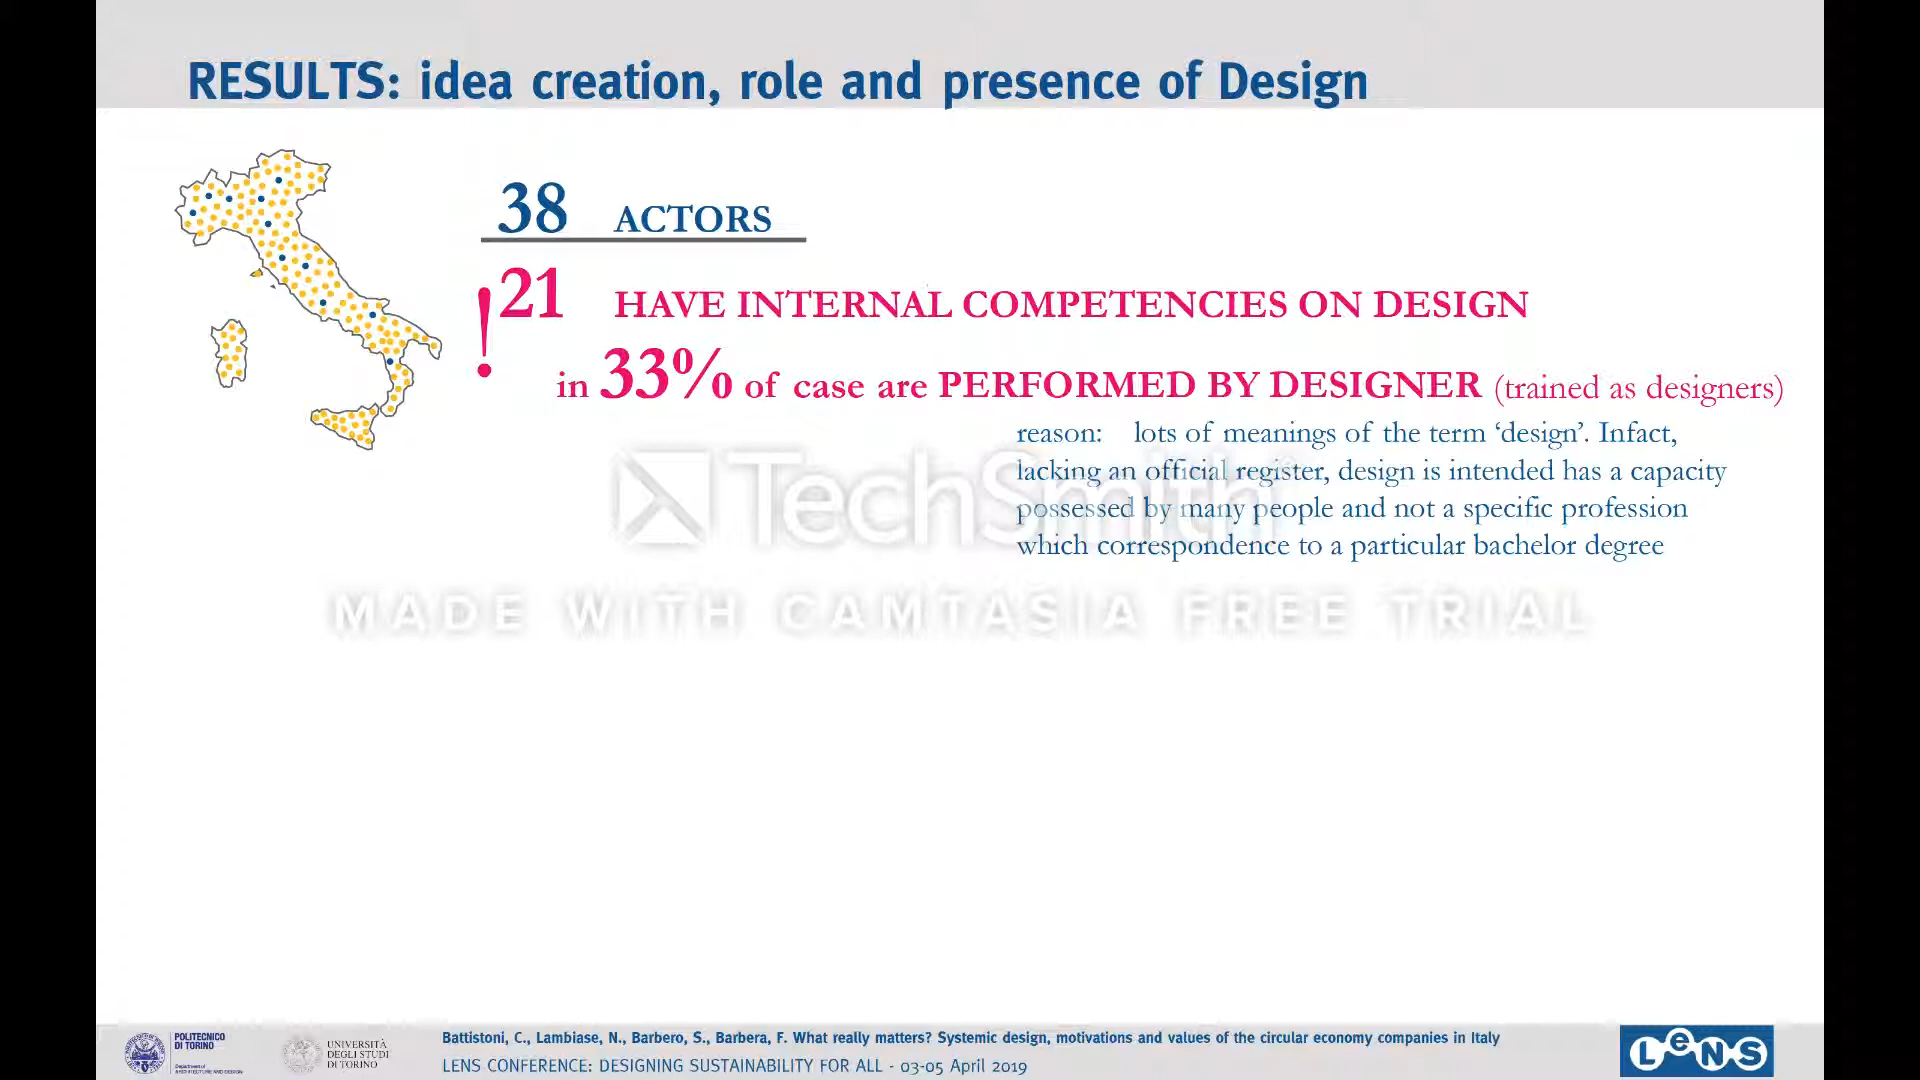 RESULTS: idea creation, role and presence of Design
38 ACTORS
! 21 HAVE INTERNAL COMPETENCIES ON DESIGN
in 33% of case are PERFORMED BY DESIGNER (trained as designers)
reason: lots of meanings of the term ‘design’. Infact,
lacking an official register, design is intended has a capacity
possessed by many people and not a specific profession
which correspondence to a particular bachelor degree
TechSmith
MADE WITH CAMTASIA FREE TRIAL
POLITECNICO
DI TORINO
Department of
ARCHITECTURE AND DESIGN
UNIVERSITÀ
DEGLI STUDI
DI TORINO
Battistoni, C., Lambiase, N., Barbero, S., Barbera, F. What really matters? Systemic design, motivations and values of the circular economy companies in Italy
LENS CONFERENCE: DESIGNING SUSTAINABILITY FOR ALL - 03-05 April 2019
LeNS